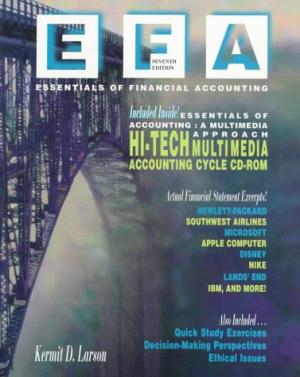 EFA
SEVENTH
EDITION
ESSENTIALS OF FINANCIAL ACCOUNTING
Included Inside! ESSENTIALS OF
ACCOUNTING: A MULTIMEDIA
APPROACH
HI-TECH MULTIMEDIA
ACCOUNTING CYCLE CD-ROM
Actual Financial Statement Excerpts!
HEWLETT-PACKARD
SOUTHWEST AIRLINES
MICROSOFT
APPLE COMPUTER
DISNEY
NIKE
LANDS' END
IBM, AND MORE!
Also Included . . .
Quick Study Exercises
Decision-Making Perspectives
Ethical Issues
Kermit D. Larson